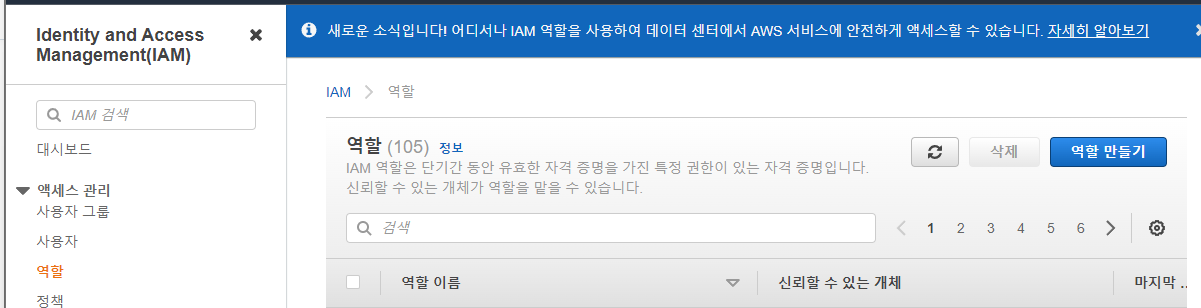 Identity and Access
Management(IAM)
새로운 소식입니다! 어디서나 IAM 역할을 사용하여 데이터 센터에서 AWS 서비스에 안전하게 액세스할 수 있습니다. 자세히 알아보기
IAM 검색
대시보드
액세스 관리
사용자 그룹
사용자
역할
정책
IAM > 역할
역할 (105) 정보
IAM 역할은 단기간 동안 유효한 자격 증명을 가진 특정 권한이 있는 자격 증명입니다.
신뢰할 수 있는 개체가 역할을 맡을 수 있습니다.
삭제
역할 만들기
검색
1 2 3 4 5 6
역할 이름 신뢰할 수 있는 개체 마지막 ...